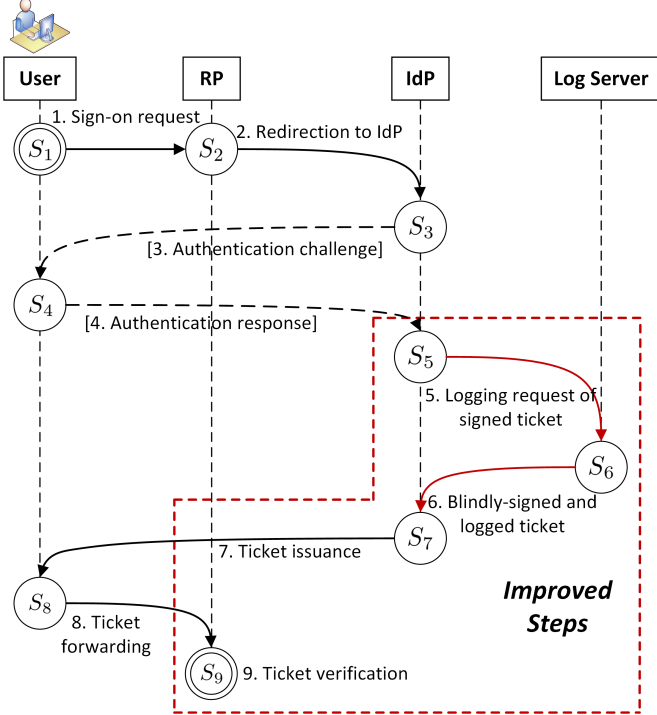 User
RP
IdP
Log Server
1. Sign-on request
2. Redirection to IdP
S1
S2
S3
[3. Authentication challenge]
S4
[4. Authentication response]
S5
5. Logging request of
signed ticket
S6
6. Blindly-signed and
logged ticket
S7
7. Ticket issuance
Improved
Steps
S8
8. Ticket
forwarding
S9
9. Ticket verification